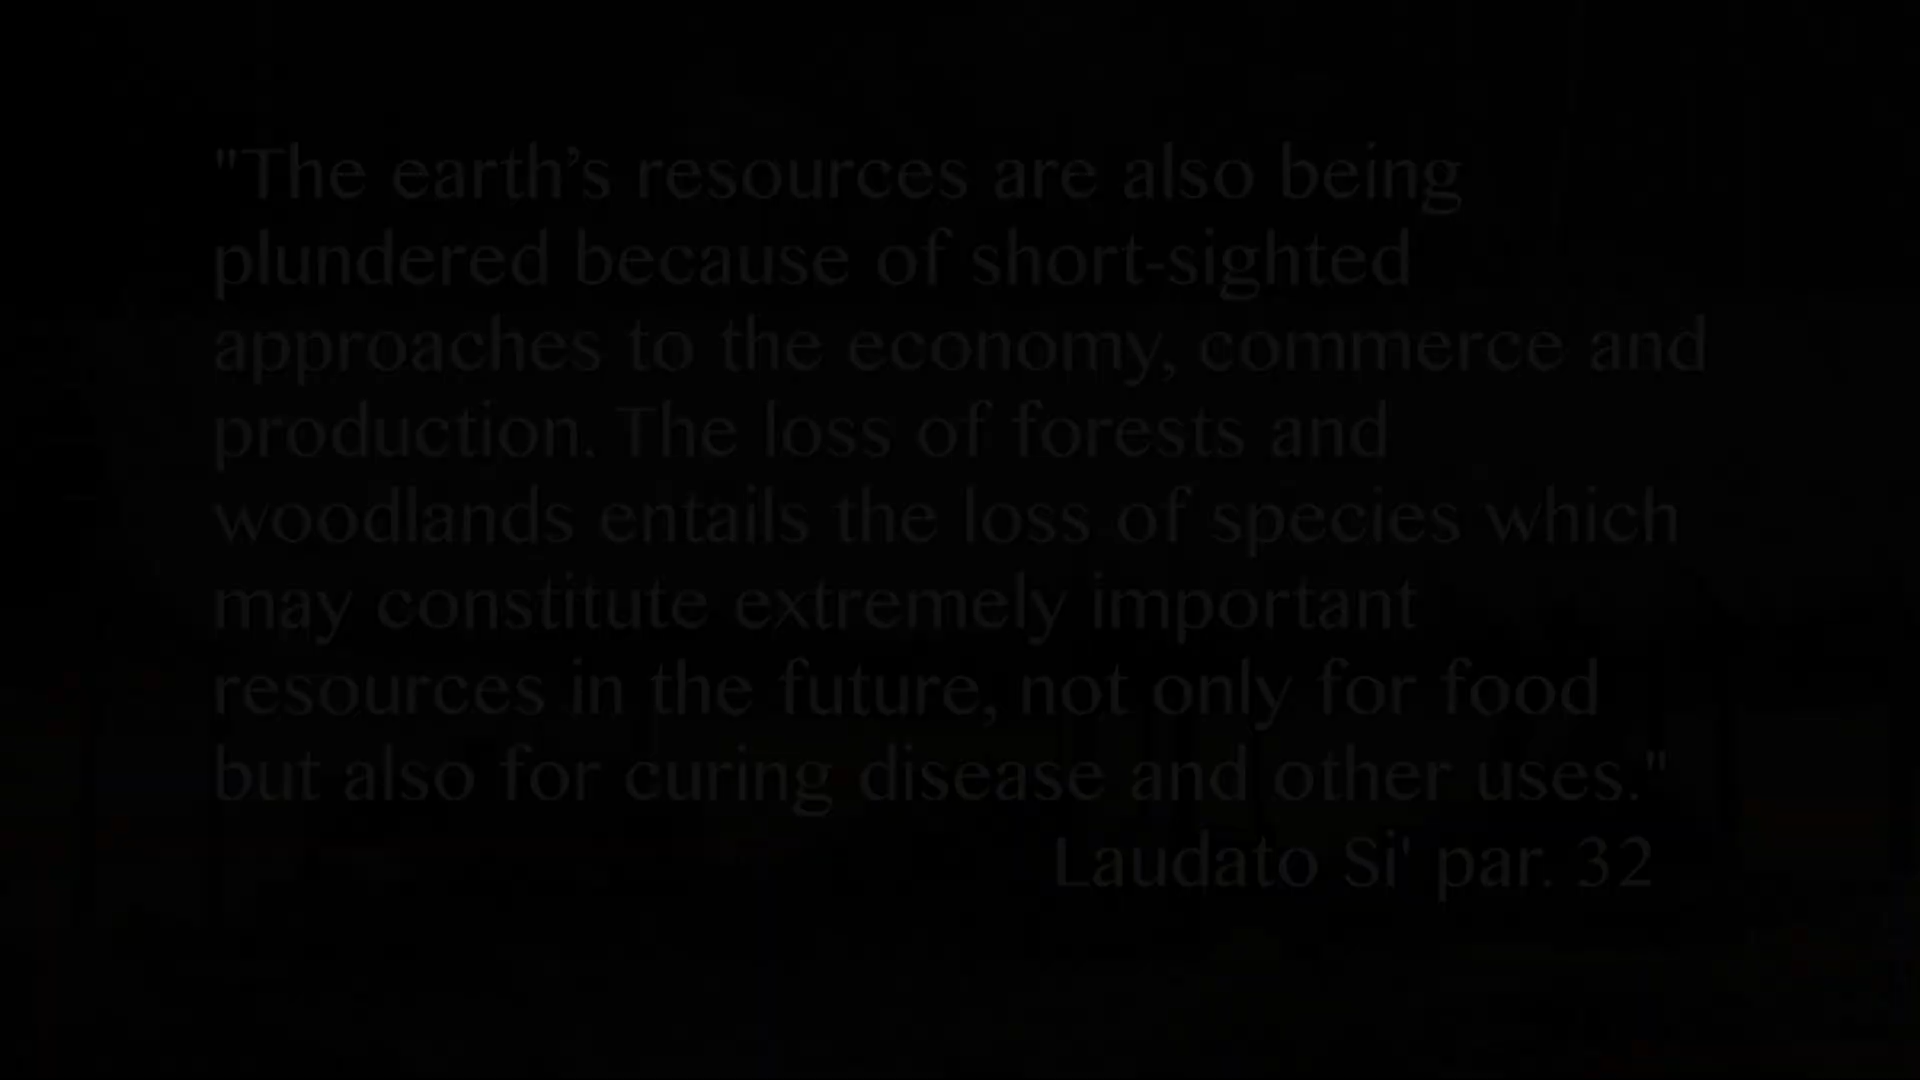 "The earth’s resources are also being
plundered because of short-sighted
approaches to the economy, commerce and
production. The loss of forests and
woodlands entails the loss of species which
may constitute extremely important
resources in the future, not only for food
but also for curing disease and other uses."
Laudato Si' par. 32